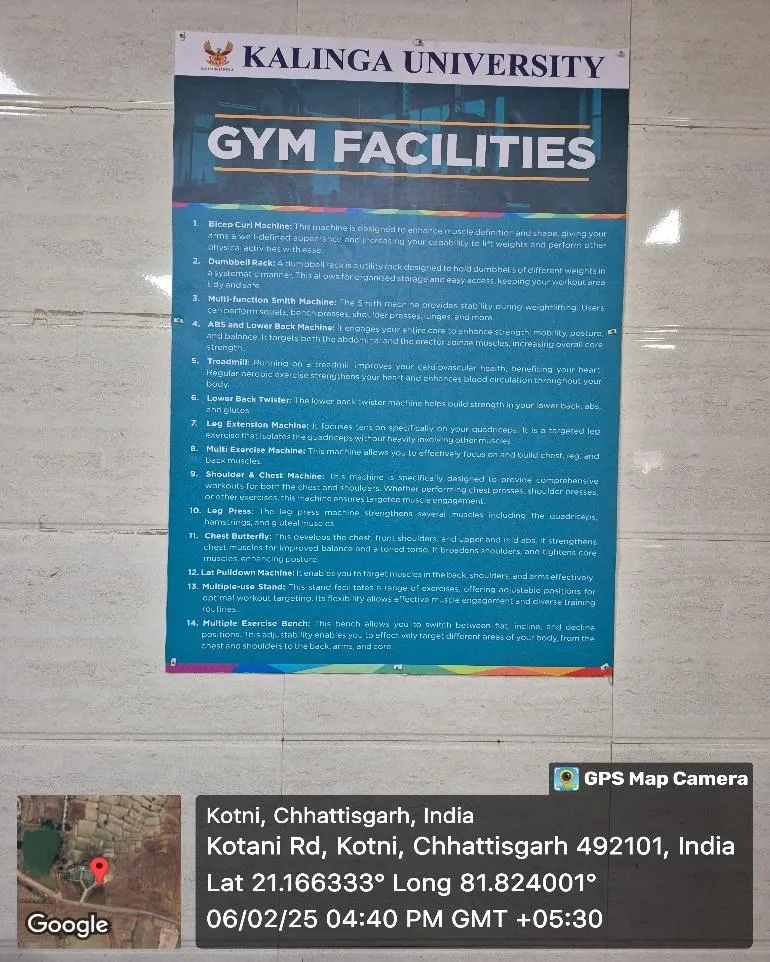 KALINGA UNIVERSITY
GYM FACILITIES
1. Bicep Curl Machine: This machine is designed to enhance muscle definition and shape, giving your
arms a well-defined appearance and increasing your capability to lift weights and perform other
physical activities with ease.
2. Dumbbell Rack: A dumbbell rack is a utility rack designed to hold dumbbells of different weights in
a systematic manner. This allows for organised storage and easy access, keeping your workout area
tidy and safe.
3. Multi-function Smith Machine: The Smith machine provides stability during weightlifting. Users
can perform squats, bench presses, shoulder presses, lunges, and more.
4. ABS and Lower Back Machine: It engages your entire core to enhance strength, mobility, posture,
and balance. It targets both the abdominal and the erector spinae muscles, increasing overall core
strength.
5. Treadmill: Running on a treadmill improves your cardiovascular health, benefiting your heart.
Regular aerobic exercise strengthens your heart and enhances blood circulation throughout your
body.
6. Lower Back Twister: The lower back twister machine helps build strength in your lower back, abs,
and glutes.
7. Leg Extension Machine: It focuses tension specifically on your quadriceps. It is a targeted leg
exercise that isolates the quadriceps without heavily involving other muscles.
8. Multi Exercise Machine: This machine allows you to effectively focus on and build chest, leg, and
back muscles.
9. Shoulder & Chest Machine: This machine is specifically designed to provide comprehensive
workouts for both the chest and shoulders. Whether performing chest presses, shoulder presses,
or other exercises, this machine ensures targeted muscle engagement.
10. Leg Press: The leg press machine strengthens several muscles including the quadriceps,
hamstrings, and gluteal muscles.
11. Chest Butterfly: This develops the chest, front shoulders, and upper and mid abs. It strengthens
chest muscles for improved balance and a toned torso. It broadens shoulders, and tightens core
muscles, enhancing posture.
12. Lat Pulldown Machine: It enables you to target muscles in the back, shoulders, and arms effectively.
13. Multiple-use Stand: This stand facilitates a range of exercises, offering adjustable positions for
optimal workout targeting. Its flexibility allows effective muscle engagement and diverse training
routines.
14. Multiple Exercise Bench: This bench allows you to switch between flat, incline, and decline
positions. This adjustability enables you to effectively target different areas of your body, from the
chest and shoulders to the back, arms, and core.
GPS Map Camera
Kotni, Chhattisgarh, India
Kotani Rd, Kotni, Chhattisgarh 492101, India
Lat 21.166333° Long 81.824001°
06/02/25 04:40 PM GMT +05:30
Google